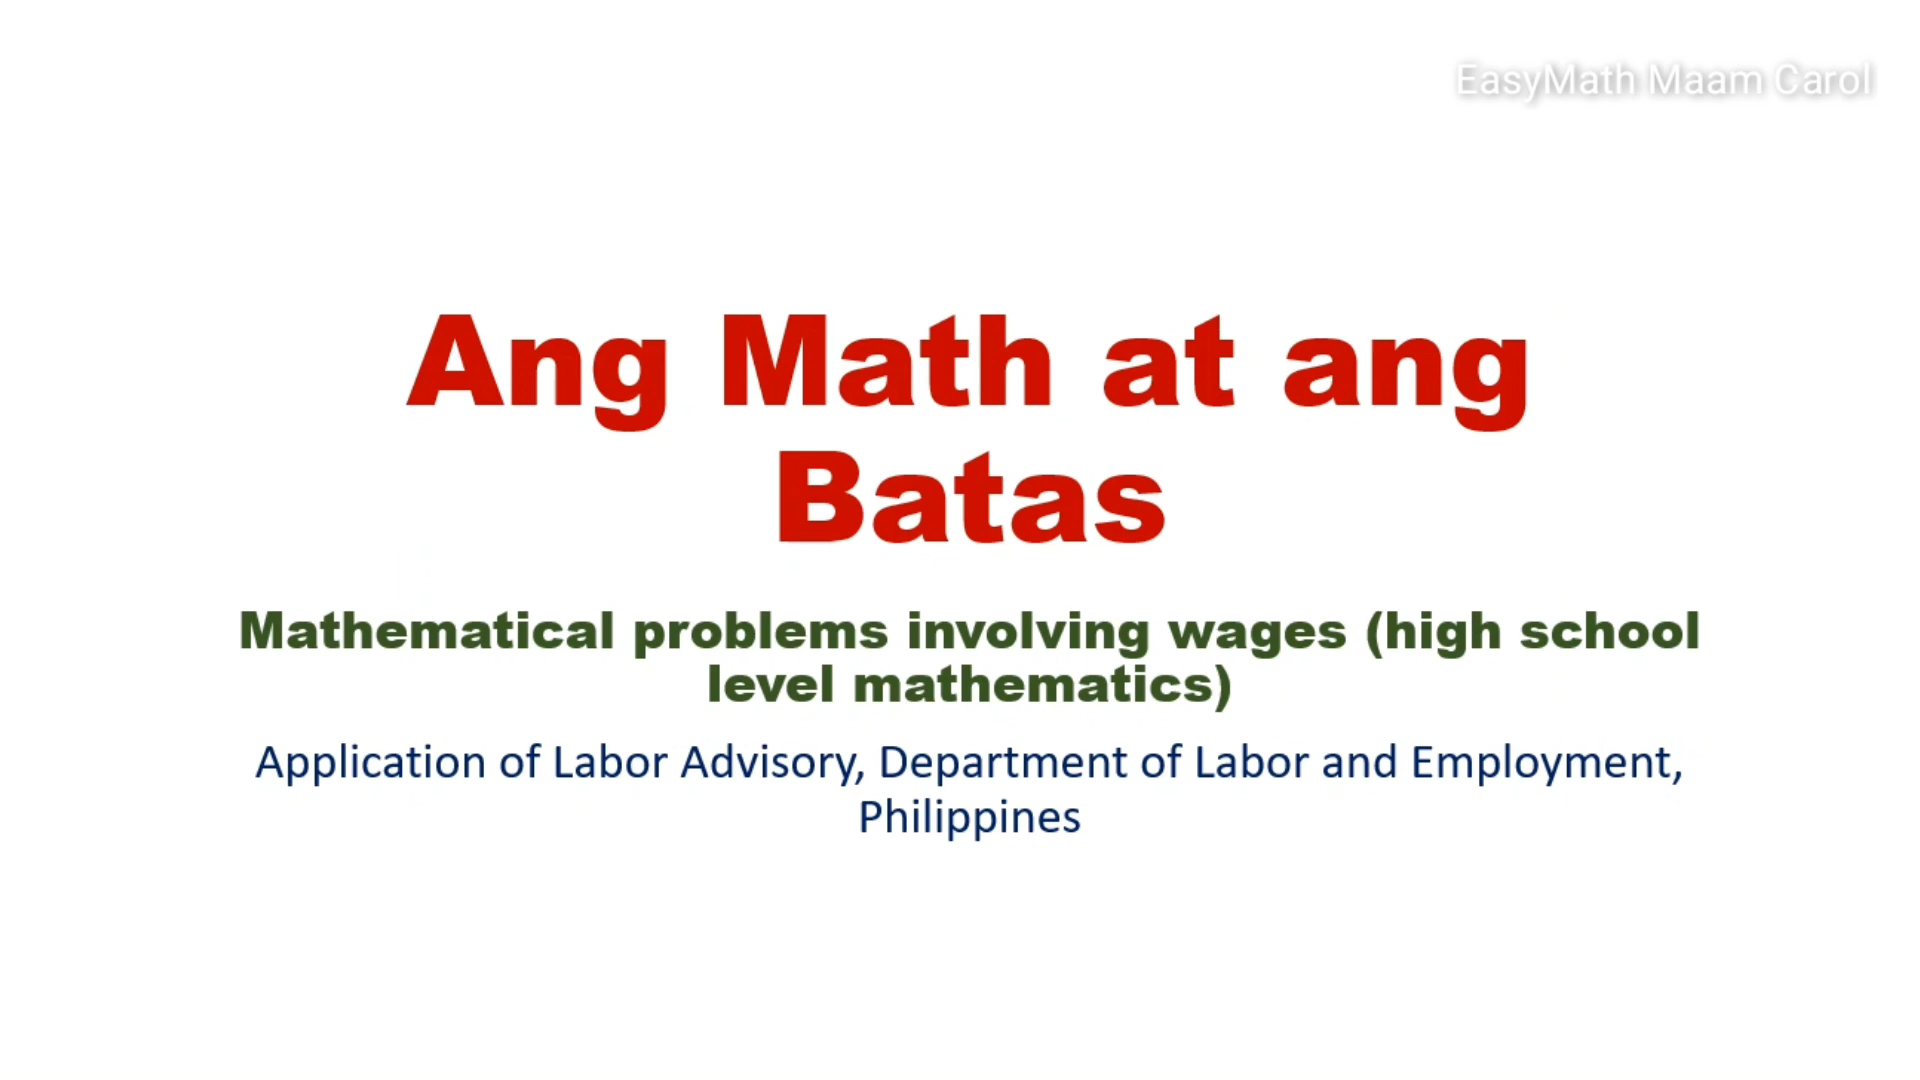 EasyMath Maam Carol
Ang Math at ang
Batas
Mathematical problems involving wages (high school
level mathematics)
Application of Labor Advisory, Department of Labor and Employment,
Philippines